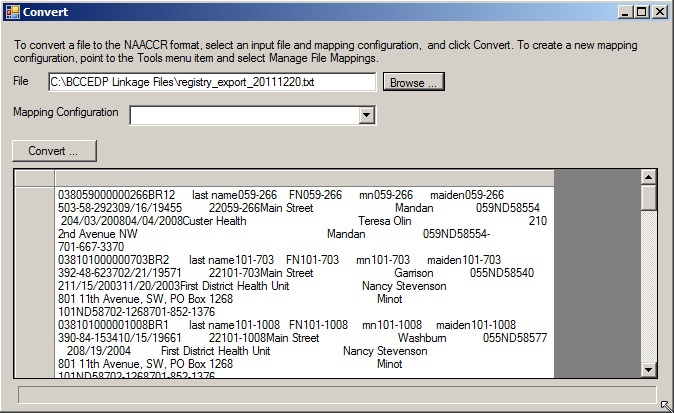 Convert
To convert a file to the NAACCR format, select an input file and mapping configuration, and click Convert. To create a new mapping
configuration, point to the Tools menu item and select Manage File Mappings.
File C:\BCCEDP Linkage Files\registry_export_20111220.txt Browse ...
Mapping Configuration
Convert ...
038059000000266BR12 last name059-266 FN059-266 mn059-266 maiden059-266
503-58-292309/16/19455 22059-266Main Street Mandan 059ND58554
204/03/200804/04/2008Custer Health Teresa Olin 210
2nd Avenue NW Mandan 059ND58554-
701-667-3370
038101000000703BR2 last name101-703 FN101-703 mn101-703 maiden101-703
392-48-623702/21/19571 22101-703Main Street Garrison 055ND58540
211/15/200311/20/2003First District Health Unit Nancy Stevenson
801 11th Avenue, SW, PO Box 1268 Minot
101ND58702-1268701-852-1376
038101000001008BR1 last name101-1008 FN101-1008 mn101-1008 maiden101-1008
390-84-153410/15/19661 22101-1008Main Street Washburn 055ND58577
208/19/2004 First District Health Unit Nancy Stevenson
801 11th Avenue, SW, PO Box 1268 Minot
101ND58702-1268701-852-1376